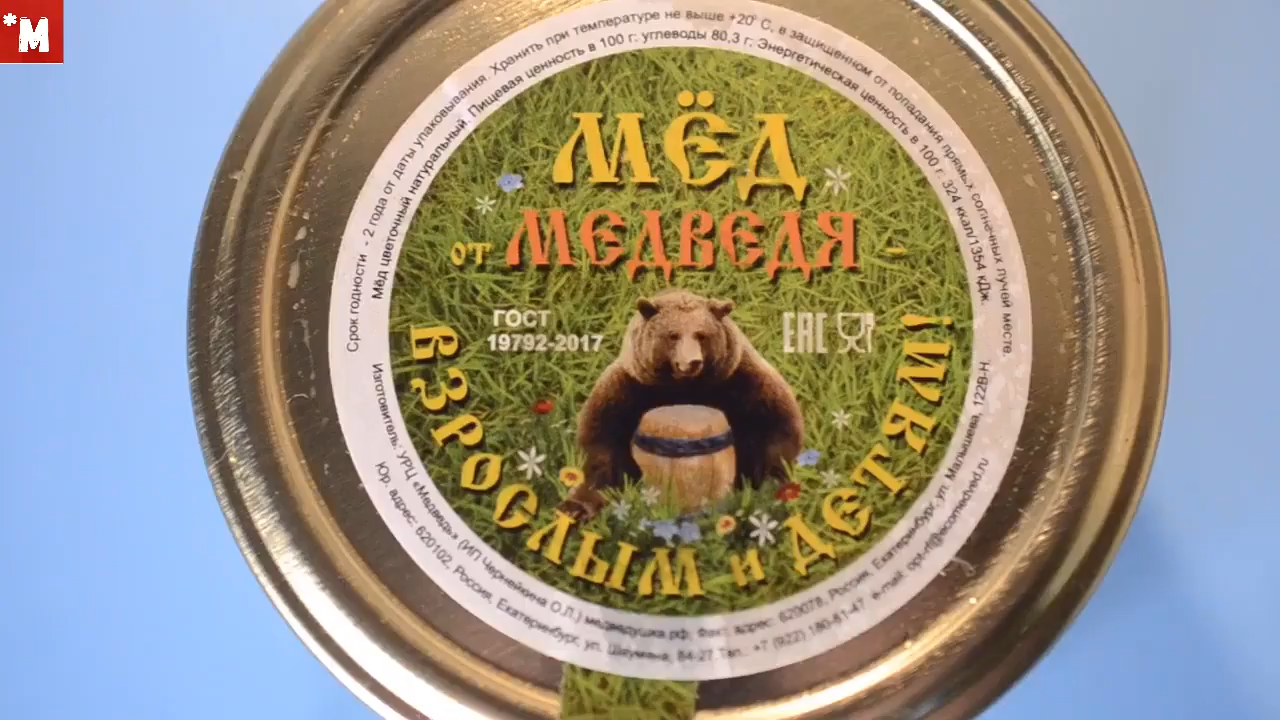 *М
Срок годности - 2 года от даты упаковывания. Хранить при температуре не выше +20° С, в защищенном от попадания прямых солнечных лучей месте.
Мёд цветочный натуральный. Пищевая ценность в 100 г: углеводы 80,3 г. Энергетическая ценность в 100 г: 324 ккал/1354 кДж.
МЁД
от МЕДВЕДЯ -
ГОСТ
19792-2017
ЕАС
ВЗРОСЛЫМ и ДЕТЯМ!
Изготовитель: УРЦ «Медведь» (ИП Чернейкина О.Л.) медведушка.рф, Факт. адрес: 620078, Россия, Екатеринбург, ул. Малышева, 122В-Н.
Юр. адрес: 620102, Россия, Екатеринбург, ул. Шаумяна, 84-27.Тел.: +7 (922) 180-81-47 e-mail: opt-rf@ecomedved.ru